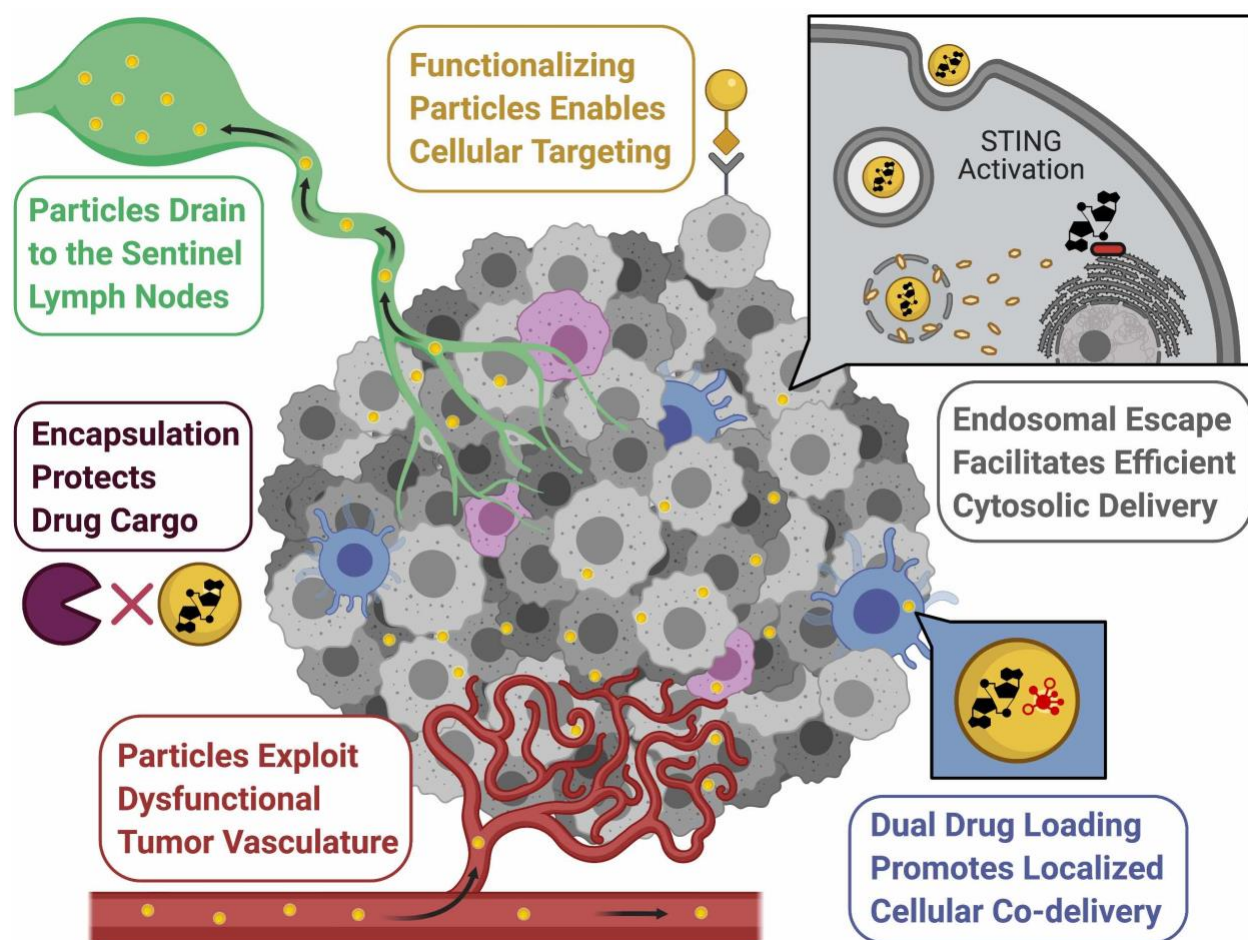 Functionalizing
Particles Enables
Cellular Targeting
STING
Activation
Particles Drain
to the Sentinel
Lymph Nodes
Encapsulation
Protects
Drug Cargo
Endosomal Escape
Facilitates Efficient
Cytosolic Delivery
Particles Exploit
Dysfunctional
Tumor Vasculature
Dual Drug Loading
Promotes Localized
Cellular Co-delivery